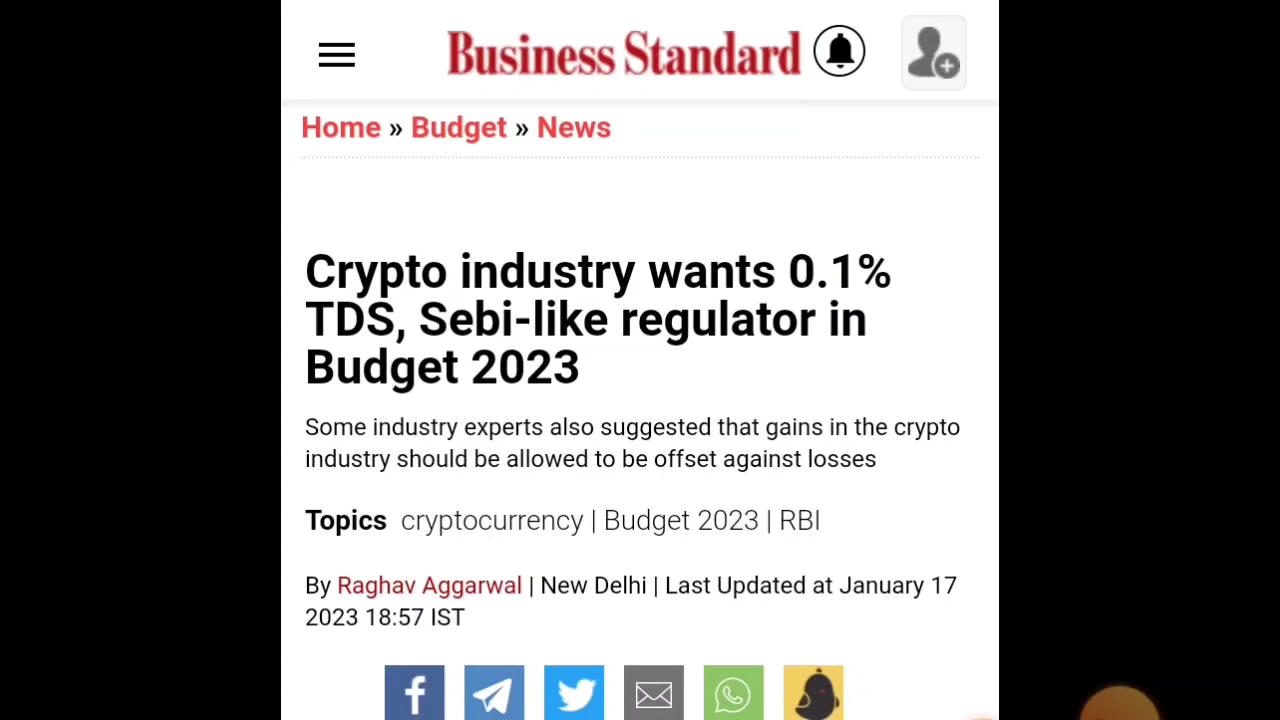 Business Standard
Home » Budget » News
Crypto industry wants 0.1%
TDS, Sebi-like regulator in
Budget 2023
Some industry experts also suggested that gains in the crypto
industry should be allowed to be offset against losses
Topics cryptocurrency | Budget 2023 | RBI
By Raghav Aggarwal | New Delhi | Last Updated at January 17
2023 18:57 IST